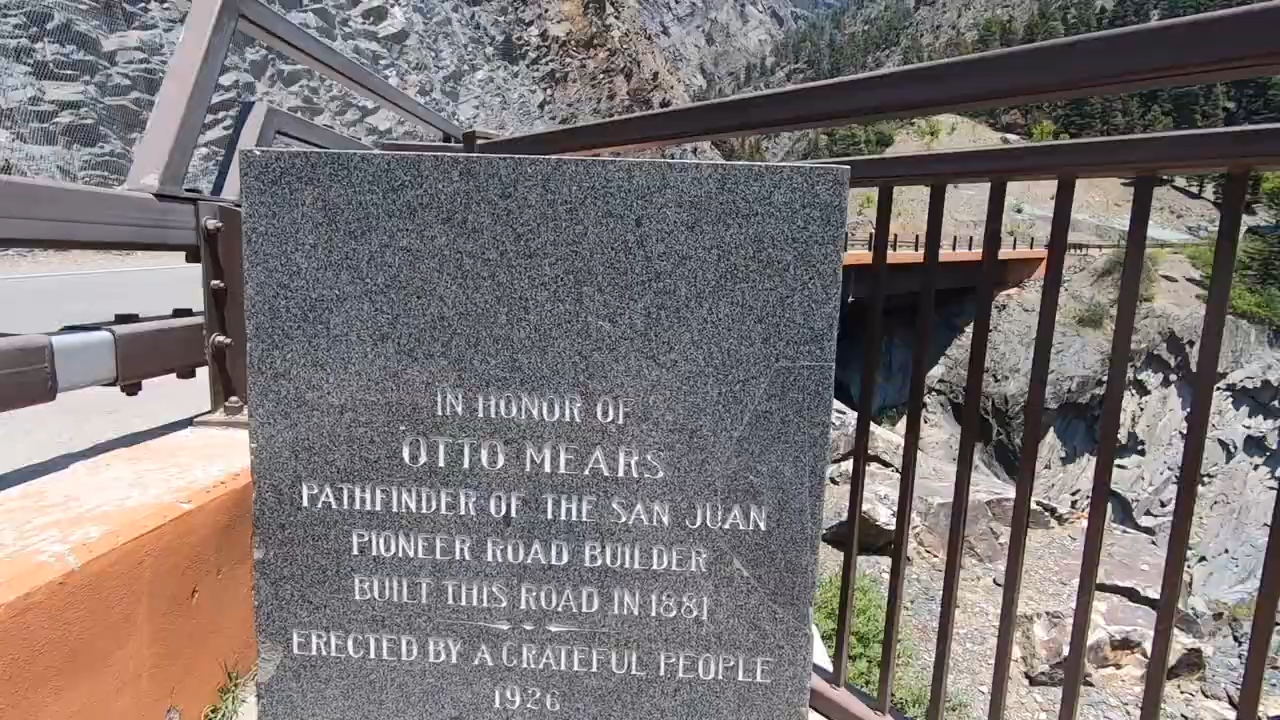 IN HONOR OF
OTTO MEARS
PATHFINDER OF THE SAN JUAN
PIONEER ROAD BUILDER
BUILT THIS ROAD IN 1881
ERECTED BY A GRATEFUL PEOPLE
1926